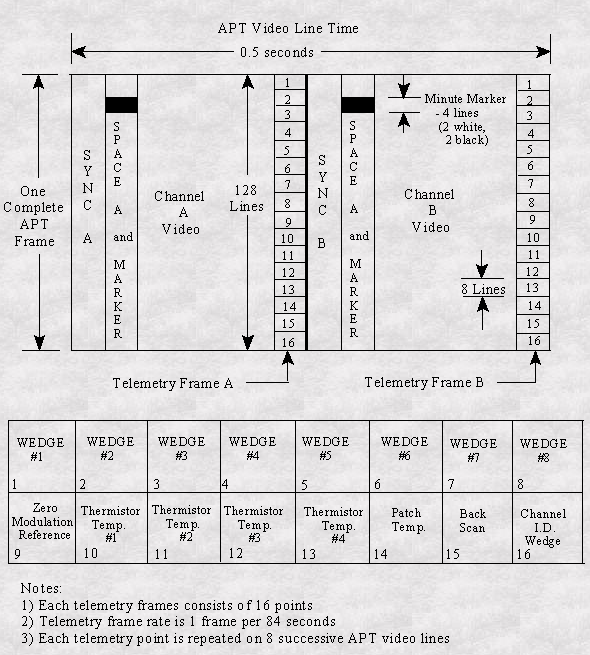 APT Video Line Time
0.5 seconds
One
Complete
APT
Frame
SYNC A
SPACE A and MARKER
Channel
A
Video
128
Lines
1
2
3
4
5
6
7
8
9
10
11
12
13
14
15
16
SYNC B
SPACE A and MARKER
Minute Marker
- 4 lines
(2 white,
2 black)
Channel
B
Video
8 Lines
1
2
3
4
5
6
7
8
9
10
11
12
13
14
15
16
Telemetry Frame A
Telemetry Frame B
WEDGE
#1
1
WEDGE
#2
2
WEDGE
#3
3
WEDGE
#4
4
WEDGE
#5
5
WEDGE
#6
6
WEDGE
#7
7
WEDGE
#8
8
Zero
Modulation
Reference
9
Thermistor
Temp.
#1
10
Thermistor
Temp.
#2
11
Thermistor
Temp.
#3
12
Thermistor
Temp.
#4
13
Patch
Temp.
14
Back
Scan
15
Channel
I.D.
Wedge
16
Notes:
1) Each telemetry frames consists of 16 points
2) Telemetry frame rate is 1 frame per 84 seconds
3) Each telemetry point is repeated on 8 successive APT video lines